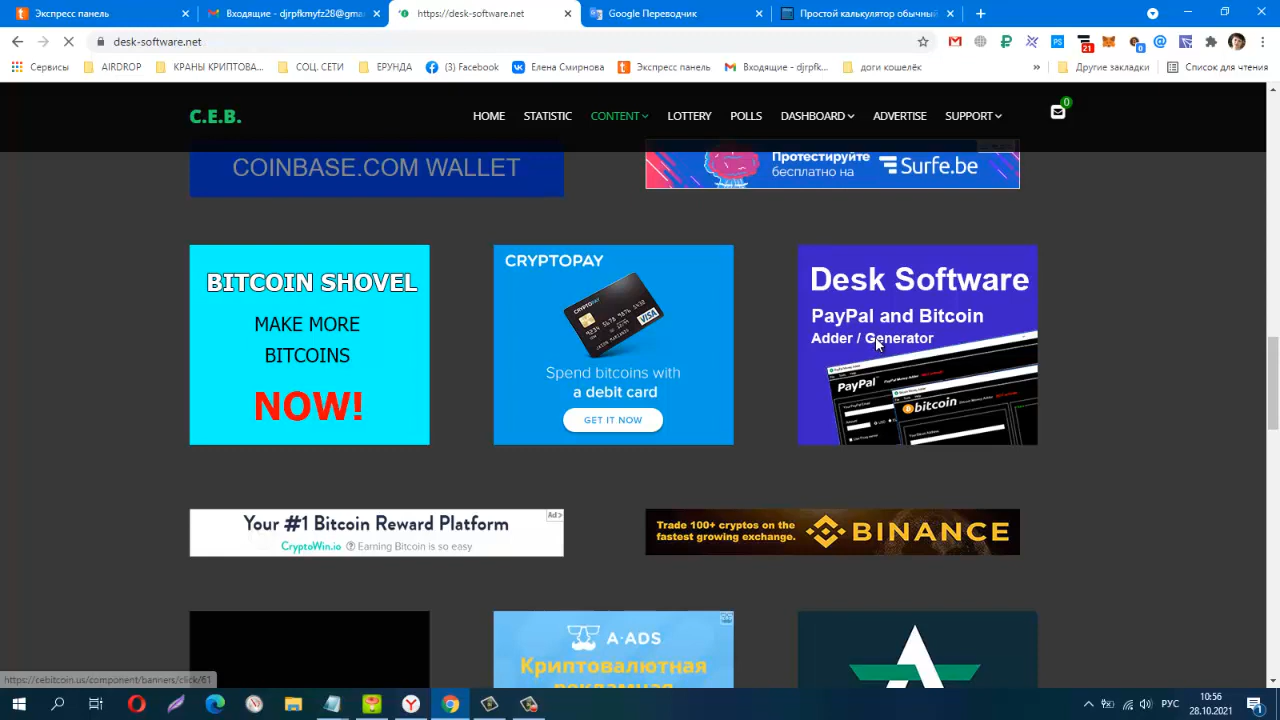 Экспресс панель
Входящие - djrpfkmyfz28@gma
https://desk-software.net
Google Переводчик
Простой калькулятор обычный
desk-software.net
21
0
Сервисы
AIRDROP
КРАНЫ КРИПТОВА...
СОЦ. СЕТИ
ЕРУНДА
(3) Facebook
Елена Смирнова
Экспресс панель
Входящие - djrpfk...
доги кошелёк
»
Другие закладки
Список для чтения
C.E.B.
HOME
STATISTIC
CONTENT
LOTTERY
POLLS
DASHBOARD
ADVERTISE
SUPPORT
0
COINBASE.COM WALLET
Протестируйте
бесплатно на
Surfe.be
BITCOIN SHOVEL
MAKE MORE
BITCOINS
NOW!
CRYPTOPAY
VISA
Spend bitcoins with
a debit card
GET IT NOW
Desk Software
PayPal and Bitcoin
Adder / Generator
PayPal
bitcoin
Your #1 Bitcoin Reward Platform
CryptoWin.io
Earning Bitcoin is so easy
Ad
Trade 100+ cryptos on the
fastest growing exchange.
BINANCE
A-ADS
Криптовалютная
рекламная
https://cebitcoin.us/component/banners/click/61
РУС
10:56
28.10.2021